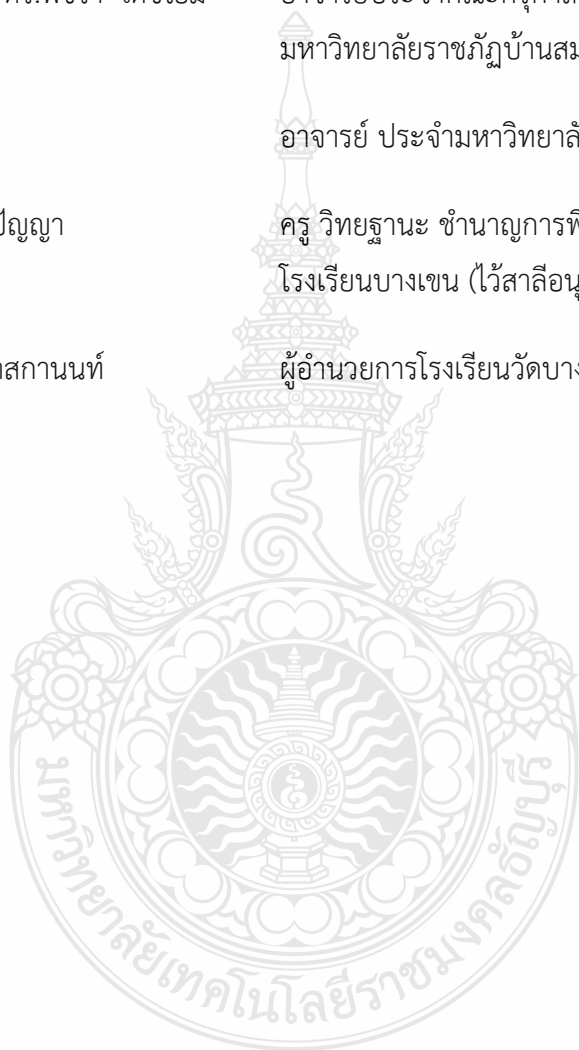 มหาวิทยาลัยราชภัฏบ้านสม
อาจารย์ ประจำมหาวิทยาลั
ปัญญา ครู วิทยฐานะ ชำนาญการพิ
โรงเรียนบางเขน (ไว้สาลีอนุ
าสกานนท์ ผู้อำนวยการโรงเรียนวัดบาง
มหาวิทยาลัยเทคโนโลยีราชมงคลธัญบุรี